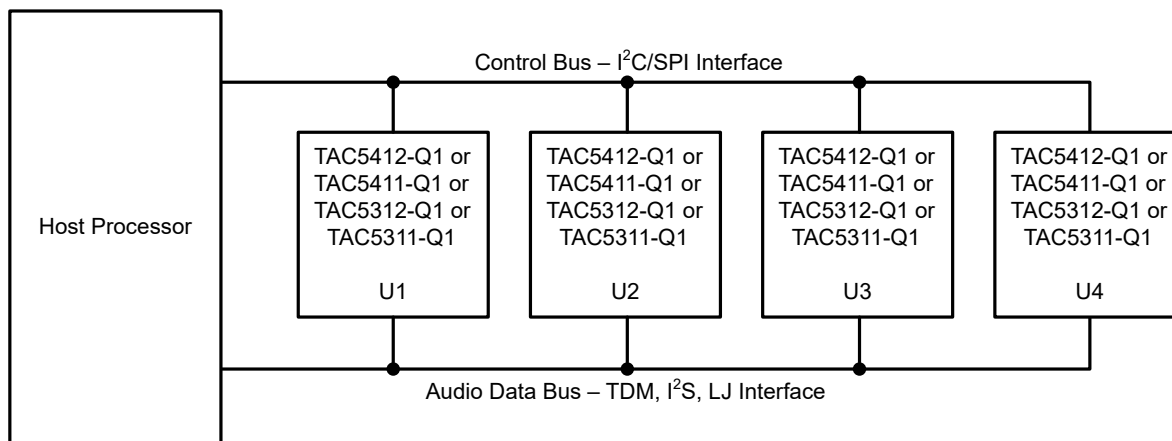 Control Bus – I²C/SPI Interface
Host Processor
TAC5412-Q1 or
TAC5411-Q1 or
TAC5312-Q1 or
TAC5311-Q1
U1
TAC5412-Q1 or
TAC5411-Q1 or
TAC5312-Q1 or
TAC5311-Q1
U2
TAC5412-Q1 or
TAC5411-Q1 or
TAC5312-Q1 or
TAC5311-Q1
U3
TAC5412-Q1 or
TAC5411-Q1 or
TAC5312-Q1 or
TAC5311-Q1
U4
Audio Data Bus – TDM, I²S, LJ Interface